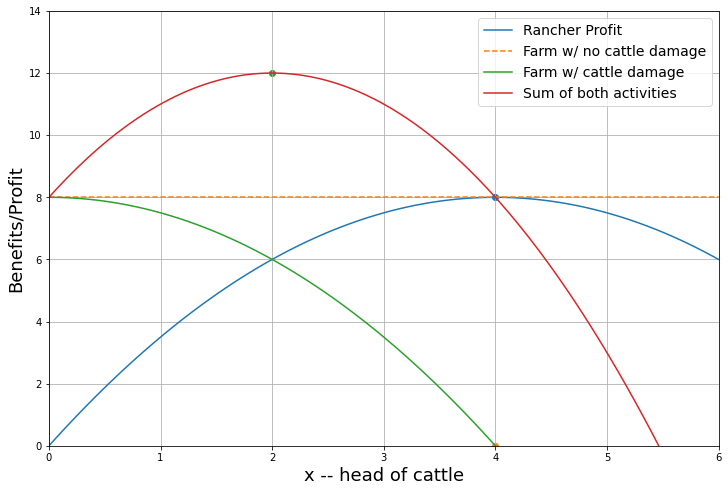 14
12
10
8
6
4
2
0
Benefits/Profit
Rancher Profit
Farm w/ no cattle damage
Farm w/ cattle damage
Sum of both activities
0 1 2 3 4 5 6
x -- head of cattle